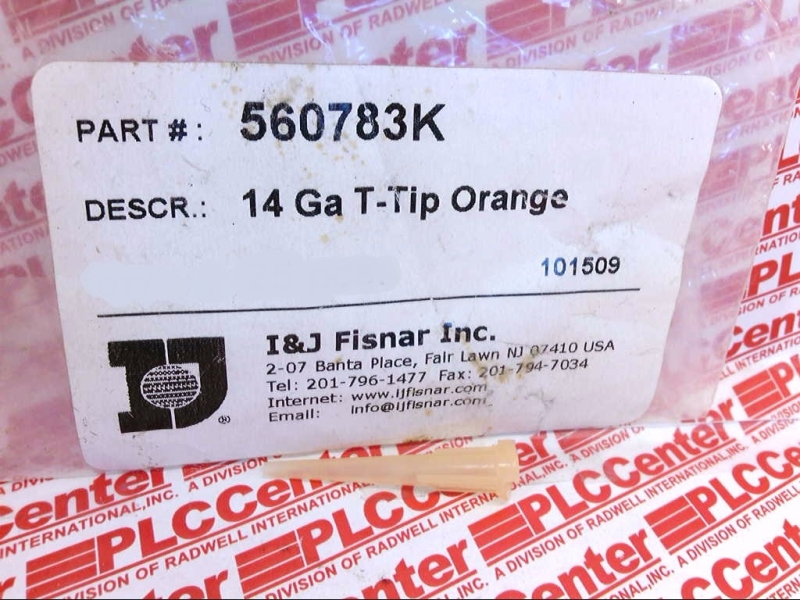 PART #: 560783K
DESCR.: 14 Ga T-Tip Orange
101509
I&J Fisnar Inc.
2-07 Banta Place, Fair Lawn NJ 07410 USA
Tel: 201-796-1477 Fax: 201-794-7034
Internet: www.ijfisnar.com
Email: info@ijfisnar.com
IJ ®
PLCCenter
A DIVISION OF RADWELL INTERNATIONAL, INC.